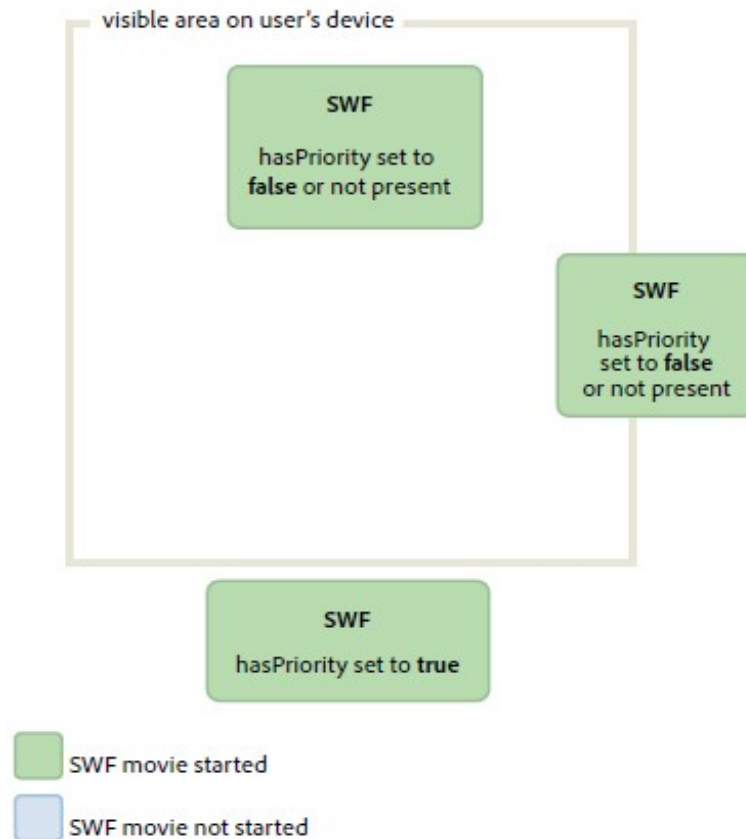 visible area on user's device
SWF
hasPriority set to
false or not present
SWF
hasPriority
set to false
or not present
SWF
hasPriority set to true
SWF movie started
SWF movie not started